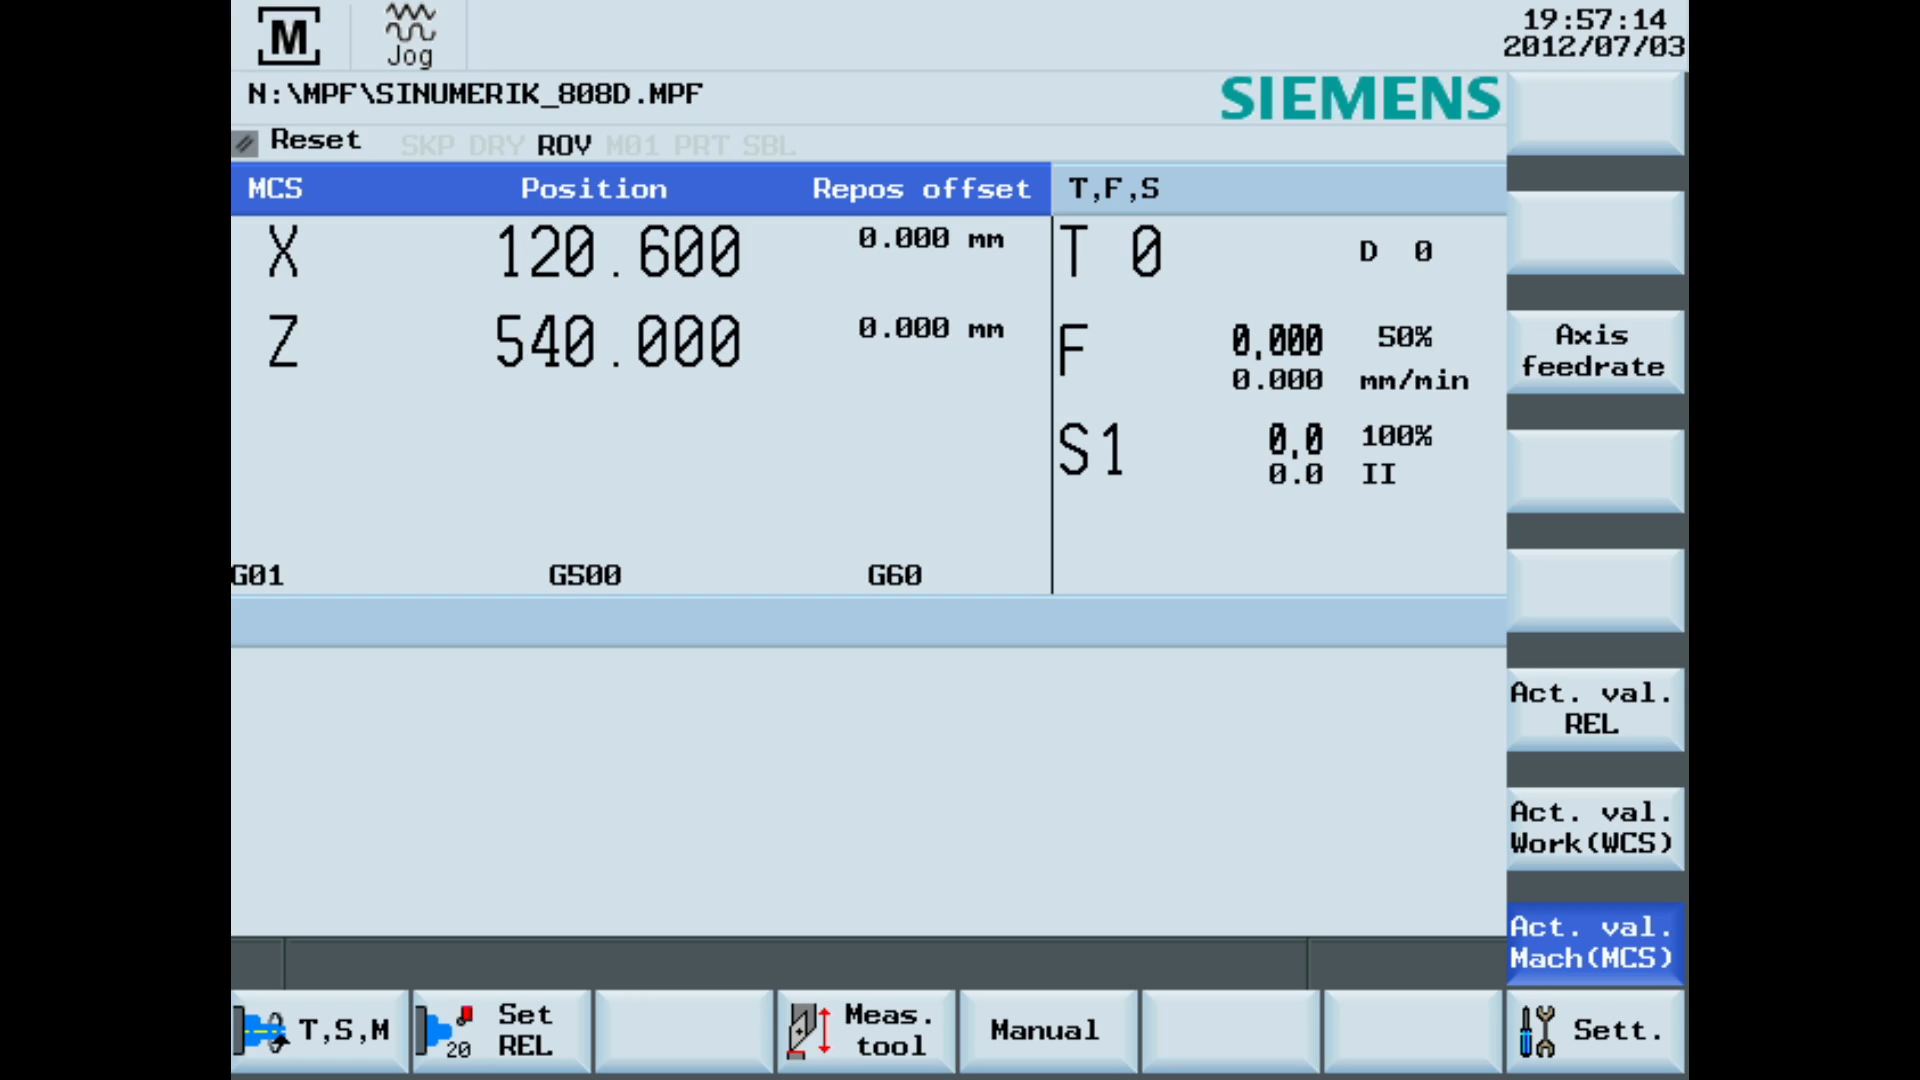 M
Jog
19:57:14
2012/07/03
N:\MPF\SINUMERIK_808D.MPF
SIEMENS
Reset SKP DRY ROV M01 PRT SBL
MCS Position Repos offset T,F,S
X 120.600 0.000 mm
Z 540.000 0.000 mm
T 0 D 0
F 0.000 50%
0.000 mm/min
S1 0.0 100%
0.0 II
G01 G500 G60
Axis
feedrate
Act. val.
REL
Act. val.
Work(WCS)
Act. val.
Mach(MCS)
T,S,M
20
Set
REL
Meas.
tool
Manual
Sett.